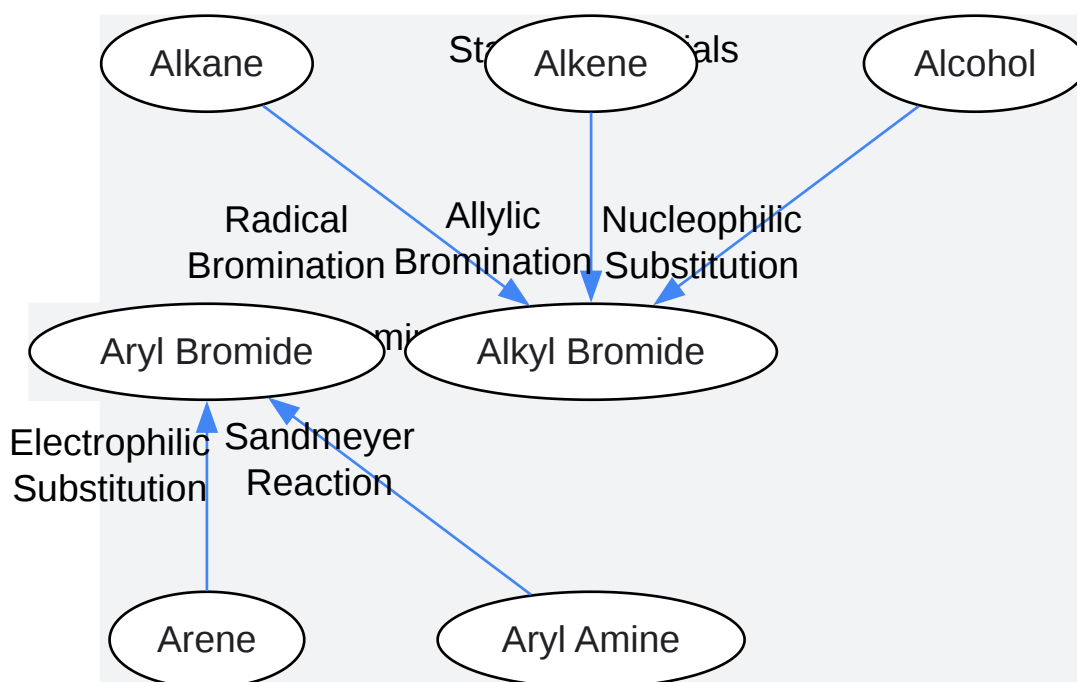 Alkane
Alkene
Alcohol
Radical
Bromination
Allylic
Bromination
Nucleophilic
Substitution
Aryl Bromide
Alkyl Bromide
Electrophilic
Substitution
Sandmeyer
Reaction
Arene
Aryl Amine